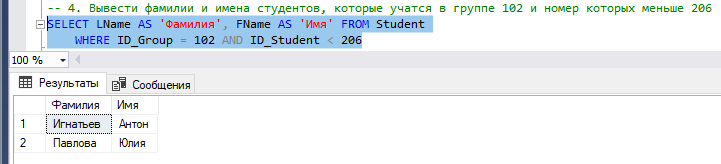 -- 4. Вывести фамилии и имена студентов, которые учатся в группе 102 и номер которых меньше 206
SELECT LName AS 'Фамилия', FName AS 'Имя' FROM Student
WHERE ID_Group = 102 AND ID_Student < 206
100 %
Результаты Сообщения
Фамилия Имя
1 Игнатьев Антон
2 Павлова Юлия